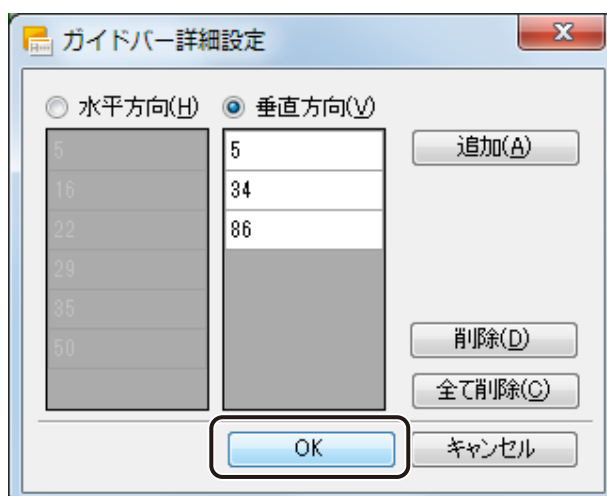 ガイドバー詳細設定
水平方向(H) 垂直方向(V)
5 5 追加(A)
16 34
22 86
29
35
50 削除(D)
全て削除(C)
OK キャンセル